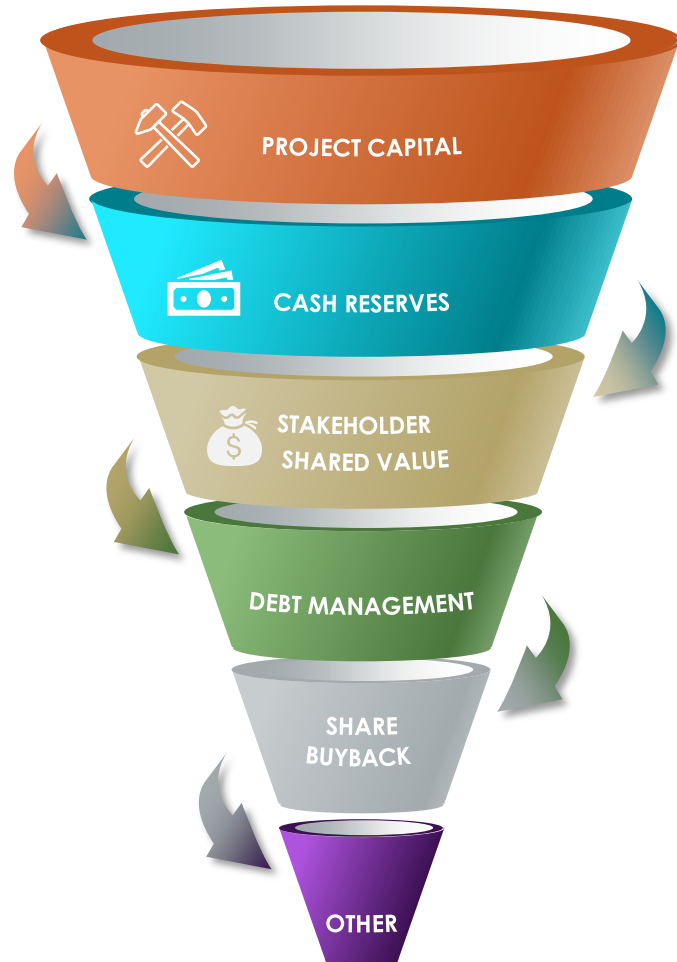 PROJECT CAPITAL
CASH RESERVES
$
STAKEHOLDER
SHARED VALUE
DEBT MANAGEMENT
SHARE
BUYBACK
OTHER